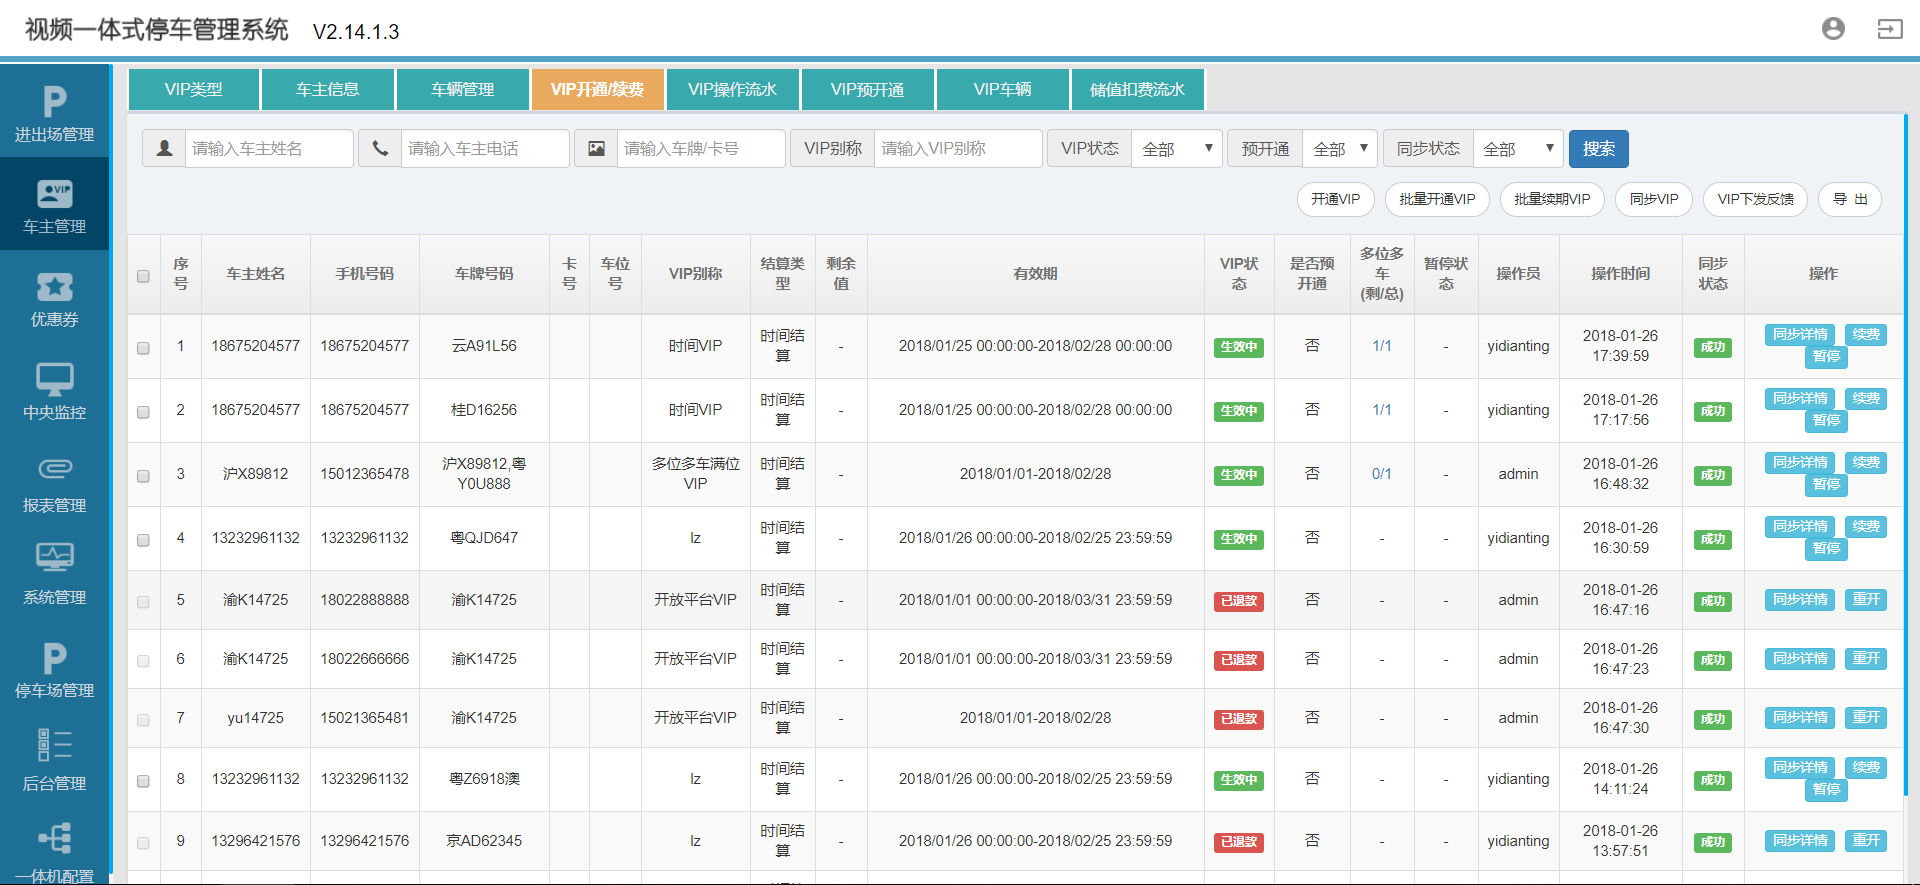 视频一体式停车管理系统 V2.14.1.3
进出场管理
车主管理
优惠券
中央监控
报表管理
系统管理
停车场管理
后台管理
一体机配置
VIP类型 车主信息 车辆管理 VIP开通/续费 VIP操作流水 VIP预开通 VIP车辆 储值扣费流水
请输入车主姓名 请输入车主电话 请输入车牌/卡号 VIP别称 请输入VIP别称 VIP状态 全部 预开通 全部 同步状态 全部 搜索
开通VIP 批量开通VIP 批量续期VIP 同步VIP VIP下发反馈 导 出
序号 车主姓名 手机号码 车牌号码 卡号 车位号 VIP别称 结算类型 剩余值 有效期 VIP状态 是否预开通 多位多车(剩/总) 暂停状态 操作员 操作时间 同步状态 操作
1 18675204577 18675204577 云A91L56 时间VIP 时间结算 - 2018/01/25 00:00:00-2018/02/28 00:00:00 生效中 否 1/1 - yidianting 2018-01-26 17:39:59 成功 同步详情 续费 暂停
2 18675204577 18675204577 桂D16256 时间VIP 时间结算 - 2018/01/25 00:00:00-2018/02/28 00:00:00 生效中 否 1/1 - yidianting 2018-01-26 17:17:56 成功 同步详情 续费 暂停
3 沪X89812 15012365478 沪X89812,粤Y0U888 多位多车满位VIP 时间结算 - 2018/01/01-2018/02/28 生效中 否 0/1 - admin 2018-01-26 16:48:32 成功 同步详情 续费 暂停
4 13232961132 13232961132 粤QJD647 lz 时间结算 - 2018/01/26 00:00:00-2018/02/25 23:59:59 生效中 否 - - yidianting 2018-01-26 16:30:59 成功 同步详情 续费 暂停
5 渝K14725 18022888888 渝K14725 开放平台VIP 时间结算 - 2018/01/01 00:00:00-2018/03/31 23:59:59 已退款 否 - - admin 2018-01-26 16:47:16 成功 同步详情 重开
6 渝K14725 18022666666 渝K14725 开放平台VIP 时间结算 - 2018/01/01 00:00:00-2018/03/31 23:59:59 已退款 否 - - admin 2018-01-26 16:47:23 成功 同步详情 重开
7 yu14725 15021365481 渝K14725 开放平台VIP 时间结算 - 2018/01/01-2018/02/28 已退款 否 - - admin 2018-01-26 16:47:30 成功 同步详情 重开
8 13232961132 13232961132 粤Z6918澳 lz 时间结算 - 2018/01/26 00:00:00-2018/02/25 23:59:59 生效中 否 - - yidianting 2018-01-26 14:11:24 成功 同步详情 续费 暂停
9 13296421576 13296421576 京AD62345 lz 时间结算 - 2018/01/26 00:00:00-2018/02/25 23:59:59 已退款 否 - - yidianting 2018-01-26 13:57:51 成功 同步详情 重开